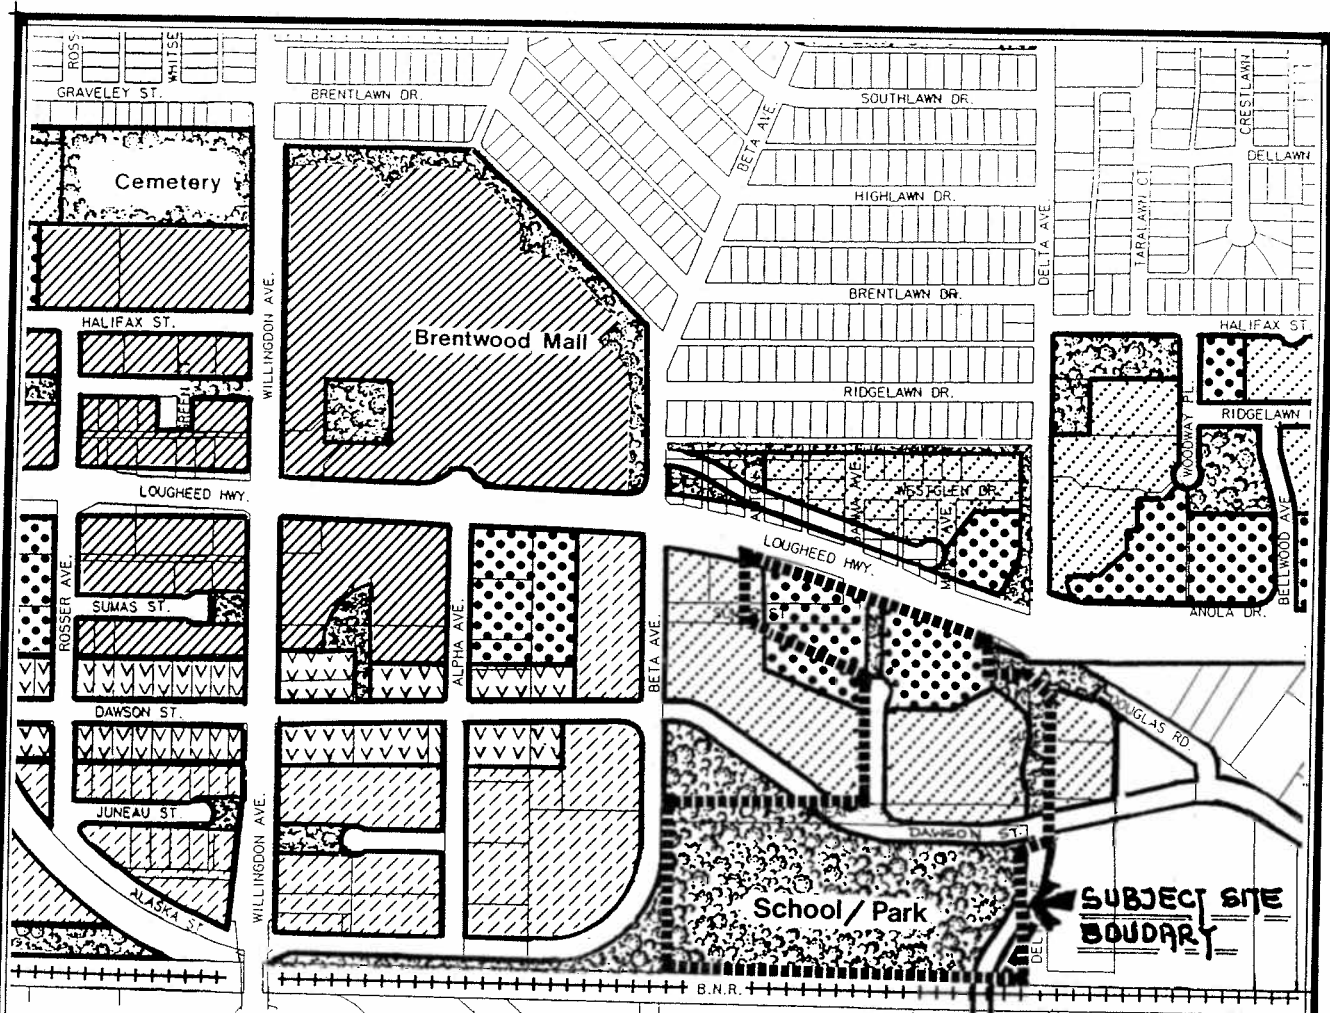 ROSS
WHITSE
GRAVELEY ST.
BRENTLAWN DR.
SOUTHLAWN DR.
CRESTLAWN
BETA AVE.
DELLAWN
Cemetery
HIGHLAWN DR.
TARALAWN CT.
DELTA AVE.
BRENTLAWN DR.
WILLINGDON AVE.
HALIFAX ST.
HALIFAX ST.
Brentwood Mall
RIDGELAWN DR.
WOODWAY PL.
RIDGELAWN
LOUGHEED HWY.
WESTGLEN DR.
LOUGHEED HWY.
BELLWOOD AVE
ROSSER AVE.
SUMAS ST.
ANOLA DR.
ALPHA AVE.
BETA AVE.
DAWSON ST.
DOUGLAS RD.
JUNEAU ST.
DAWSON ST.
WILLINGDON AVE.
ALASKA ST.
School / Park
SUBJECT SITE
BOUDARY
B.N.R.